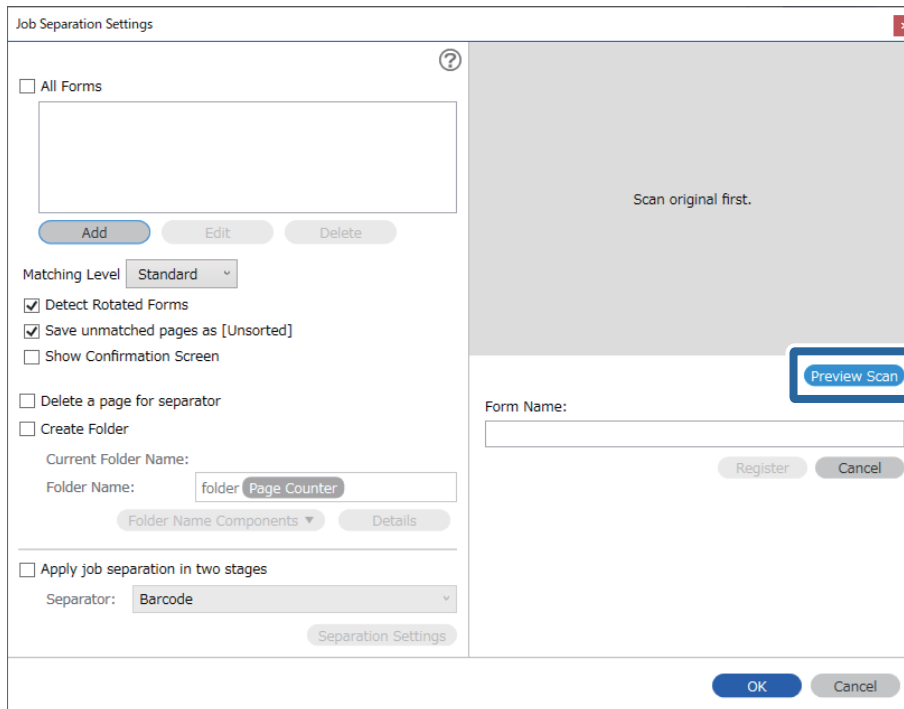 Job Separation Settings
All Forms
Add Edit Delete
Matching Level Standard
Detect Rotated Forms
Save unmatched pages as [Unsorted]
Show Confirmation Screen
Delete a page for separator
Create Folder
Current Folder Name:
Folder Name: folder Page Counter
Folder Name Components ▼ Details
Apply job separation in two stages
Separator: Barcode
Separation Settings
Scan original first.
Preview Scan
Form Name:
Register Cancel
OK Cancel